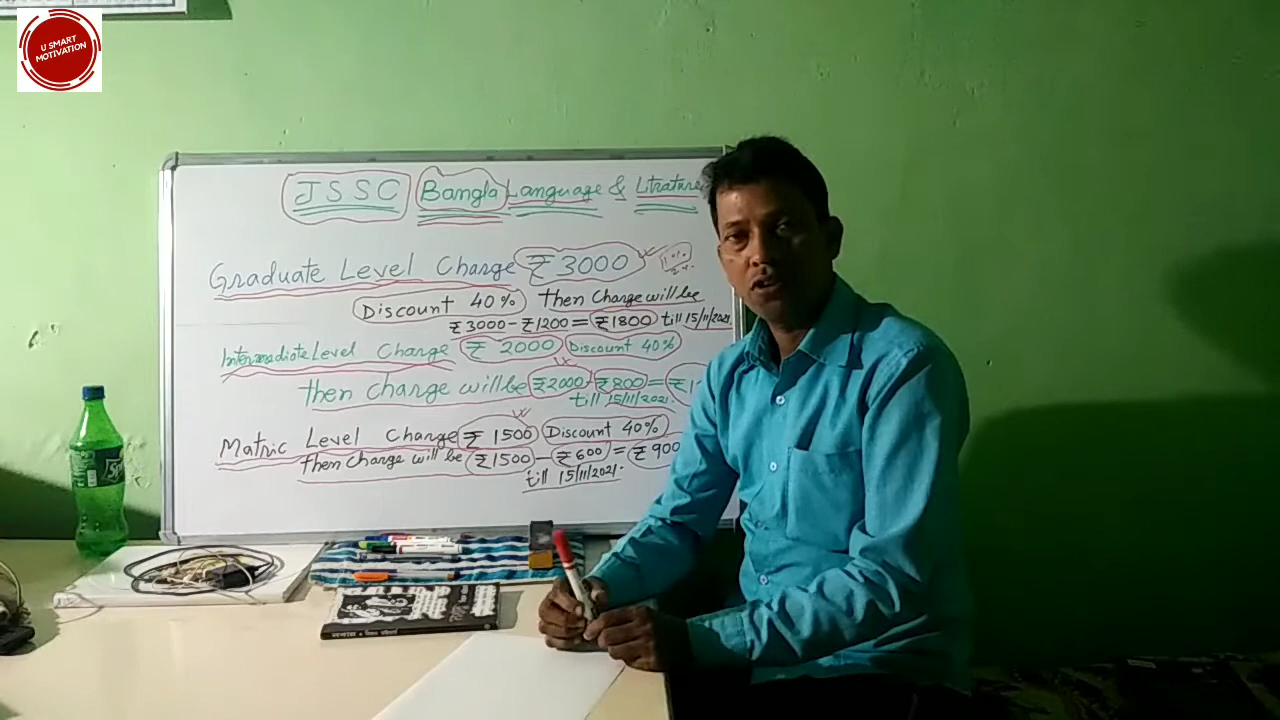 U SMART
MOTIVATION
JSSC Bangla Language & Litrature
Graduate Level Charge ₹3000
Discount 40% then Charge will be
₹3000-₹1200=₹1800 till 15/11/2021
Intermediate Level Charge ₹ 2000 Discount 40%
then charge will be ₹2000-₹800=₹1
till 15/11/2021.
Matric Level Charge ₹ 1500 Discount 40%
then charge will be ₹1500-₹600=₹900
till 15/11/2021.